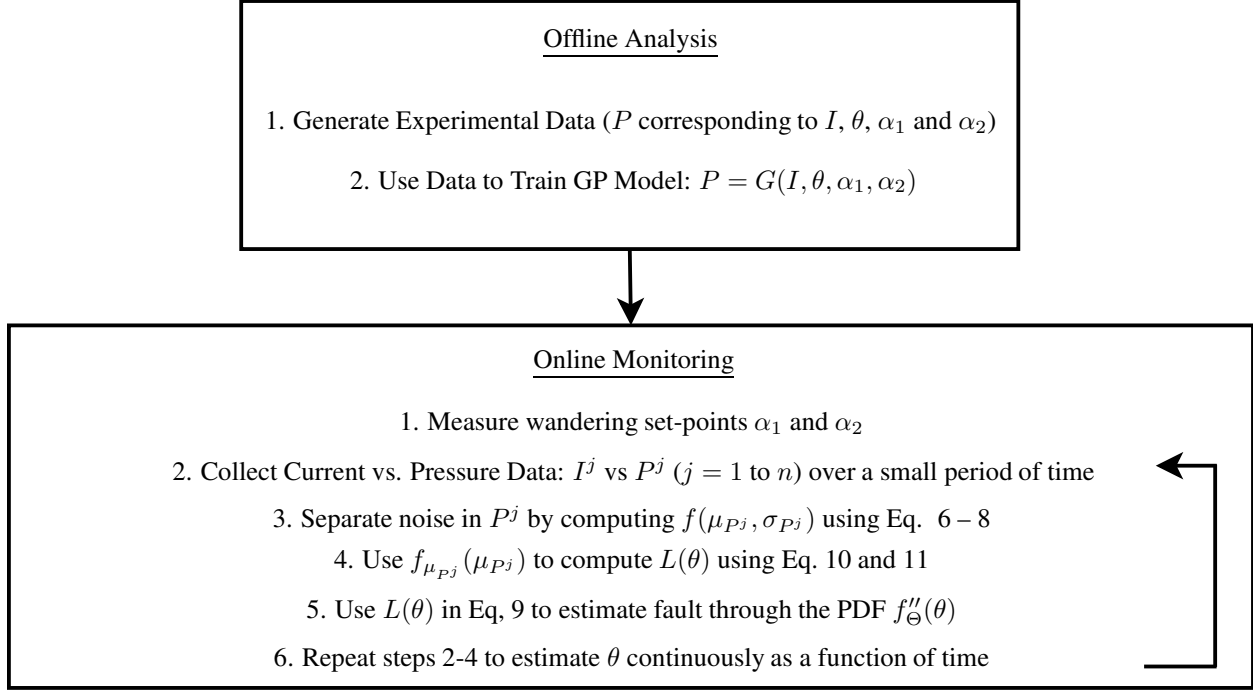 Offline Analysis
1. Generate Experimental Data (P corresponding to I, θ, α₁ and α₂)
2. Use Data to Train GP Model: P = G(I, θ, α₁, α₂)
Online Monitoring
1. Measure wandering set-points α₁ and α₂
2. Collect Current vs. Pressure Data: I^j vs P^j (j = 1 to n) over a small period of time
3. Separate noise in P^j by computing f(μ_{P^j}, σ_{P^j}) using Eq. 6 – 8
4. Use f_{μ_{P^j}}(μ_{P^j}) to compute L(θ) using Eq. 10 and 11
5. Use L(θ) in Eq, 9 to estimate fault through the PDF f''_Θ(θ)
6. Repeat steps 2-4 to estimate θ continuously as a function of time